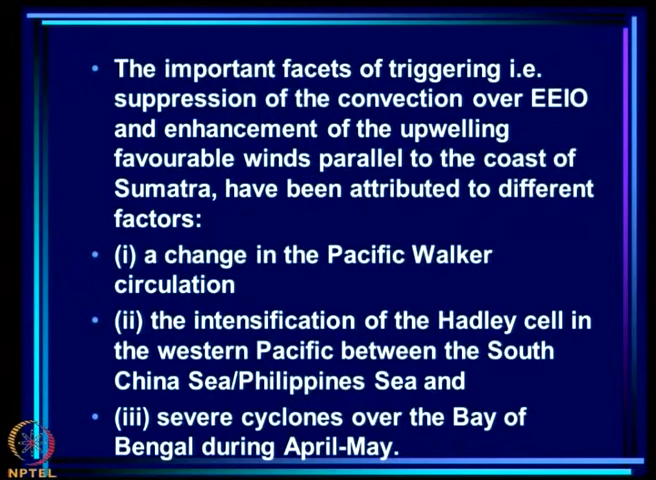 • The important facets of triggering i.e.
suppression of the convection over EEIO
and enhancement of the upwelling
favourable winds parallel to the coast of
Sumatra, have been attributed to different
factors:
• (i) a change in the Pacific Walker
circulation
• (ii) the intensification of the Hadley cell in
the western Pacific between the South
China Sea/Philippines Sea and
• (iii) severe cyclones over the Bay of
Bengal during April-May.
NPTEL